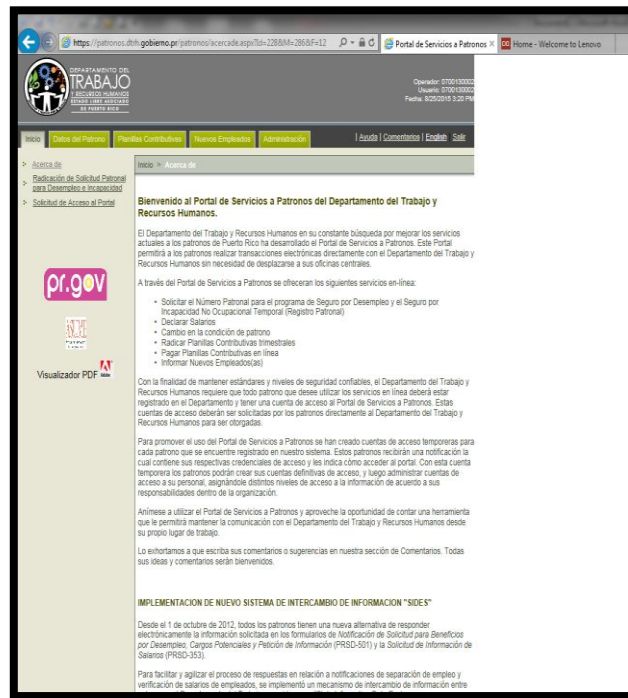 https://patronos.dtrh.gobierno.pr/patronos/acercade.aspx?Id=228&IM=286&F=12
Portal de Servicios a Patronos
Home - Welcome to Lenovo
DEPARTAMENTO DEL
TRABAJO
Y RECURSOS HUMANOS
ESTADO LIBRE ASOCIADO
DE PUERTO RICO
Operador: 0700130002
Usuario: 0700130002
Fecha: 8/25/2015 3:20 PM
Inicio Datos del Patrono Planillas Contributivas Nuevos Empleados Administración | Ayuda | Comentarios | English Salir
> Acerca de
> Radicación de Solicitud Patronal
para Desempleo e Incapacidad
> Solicitud de Acceso al Portal
pr.gov
Visualizador PDF
Inicio > Acerca de
Bienvenido al Portal de Servicios a Patronos del Departamento del Trabajo y
Recursos Humanos.
El Departamento del Trabajo y Recursos Humanos en su constante búsqueda por mejorar los servicios
actuales a los patronos de Puerto Rico ha desarrollado el Portal de Servicios a Patronos. Este Portal
permitirá a los patronos realizar transacciones electrónicas directamente con el Departamento del Trabajo y
Recursos Humanos sin necesidad de desplazarse a sus oficinas centrales.
A través del Portal de Servicios a Patronos se ofreceran los siguientes servicios en-línea:
• Solicitar el Número Patronal para el programa de Seguro por Desempleo y el Seguro por
Incapacidad No Ocupacional Temporal (Registro Patronal)
• Declarar Salarios
• Cambio en la condición de patrono
• Radicar Planillas Contributivas trimestrales
• Pagar Planillas Contributivas en línea
• Informar Nuevos Empleados(as)
Con la finalidad de mantener estándares y niveles de seguridad confiables, el Departamento del Trabajo y
Recursos Humanos requiere que todo patrono que desee utilizar los servicios en línea deberá estar
registrado en el Departamento y tener una cuenta de acceso al Portal de Servicios a Patronos. Estas
cuentas de acceso deberán ser solicitadas por los patronos directamente al Departamento del Trabajo y
Recursos Humanos para ser otorgadas.
Para promover el uso del Portal de Servicios a Patronos se han creado cuentas de acceso temporeras para
cada patrono que se encuentre registrado en nuestro sistema. Estos patronos recibirán una notificación la
cual contiene sus respectivas credenciales de acceso y les indica cómo acceder al portal. Con esta cuenta
temporera los patronos podrán crear sus cuentas definitivas de acceso, y luego administrar cuentas de
acceso a su personal, asignándole distintos niveles de acceso a la información de acuerdo a sus
responsabilidades dentro de la organización.
Anímese a utilizar el Portal de Servicios a Patronos y aproveche la oportunidad de contar una herramienta
que le permitirá mantener la comunicación con el Departamento del Trabajo y Recursos Humanos desde
su propio lugar de trabajo.
Lo exhortamos a que escriba sus comentarios o sugerencias en nuestra sección de Comentarios. Todas
sus ideas y comentarios serán bienvenidos.
IMPLEMENTACION DE NUEVO SISTEMA DE INTERCAMBIO DE INFORMACION "SIDES"
Desde el 1 de octubre de 2012, todos los patronos tienen una nueva alternativa de responder
electrónicamente la información solicitada en los formularios de Notificación de Solicitud para Beneficios
por Desempleo, Cargos Potenciales y Petición de Información (PRSD-501) y la Solicitud de Información de
Salarios (PRSD-353).
Para facilitar y agilizar el proceso de respuestas en relación a notificaciones de separación de empleo y
verificación de salarios de empleados, se implementó un mecanismo de intercambio de información entre